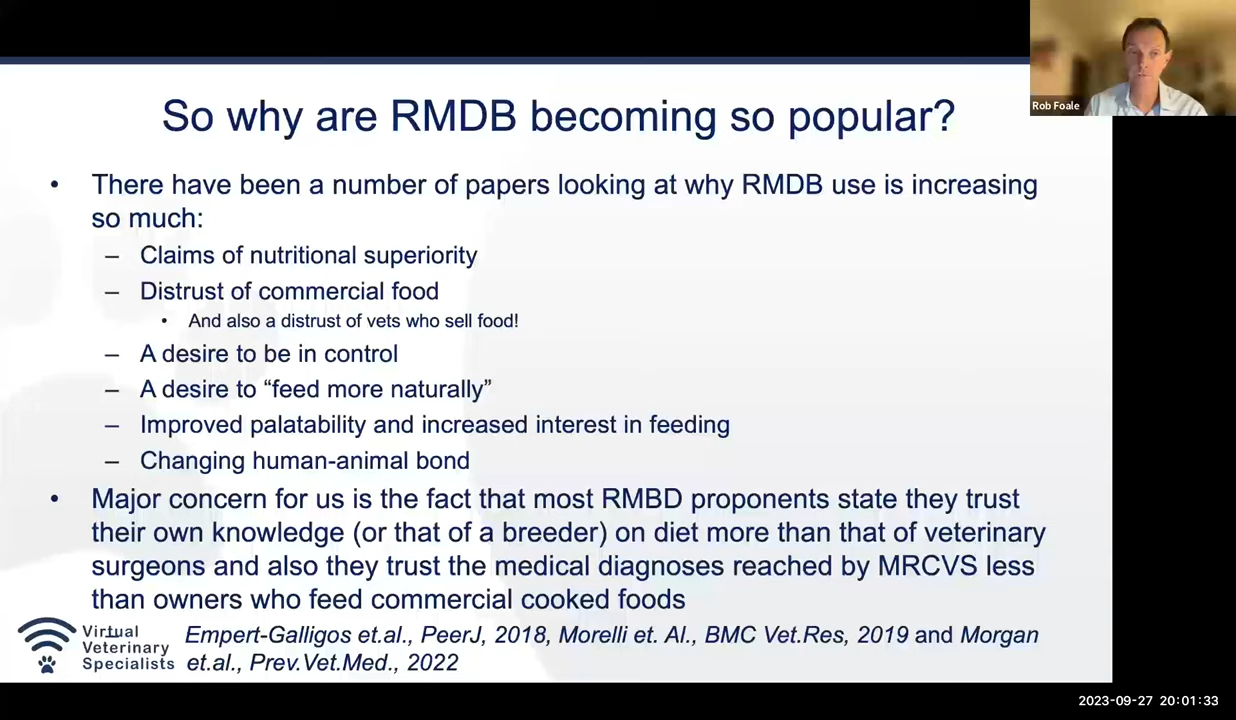 Rob Foale
So why are RMDB becoming so popular?
• There have been a number of papers looking at why RMDB use is increasing
so much:
– Claims of nutritional superiority
– Distrust of commercial food
• And also a distrust of vets who sell food!
– A desire to be in control
– A desire to “feed more naturally”
– Improved palatability and increased interest in feeding
– Changing human-animal bond
• Major concern for us is the fact that most RMBD proponents state they trust
their own knowledge (or that of a breeder) on diet more than that of veterinary
surgeons and also they trust the medical diagnoses reached by MRCVS less
than owners who feed commercial cooked foods
– Empert-Galligos et.al., PeerJ, 2018, Morelli et. Al., BMC Vet.Res, 2019 and Morgan
et.al., Prev.Vet.Med., 2022
Virtual
Veterinary
Specialists
2023-09-27 20:01:33